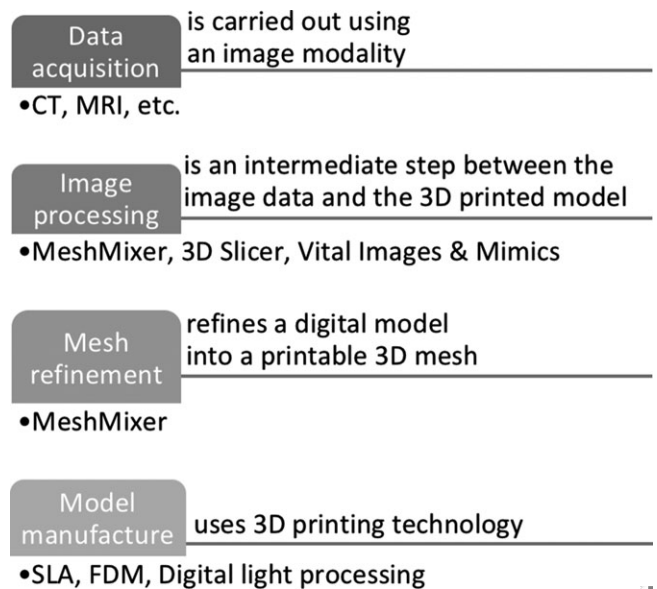 Data
acquisition
is carried out using
an image modality
•CT, MRI, etc.
Image
processing
is an intermediate step between the
image data and the 3D printed model
•MeshMixer, 3D Slicer, Vital Images & Mimics
Mesh
refinement
refines a digital model
into a printable 3D mesh
•MeshMixer
Model
manufacture
uses 3D printing technology
•SLA, FDM, Digital light processing